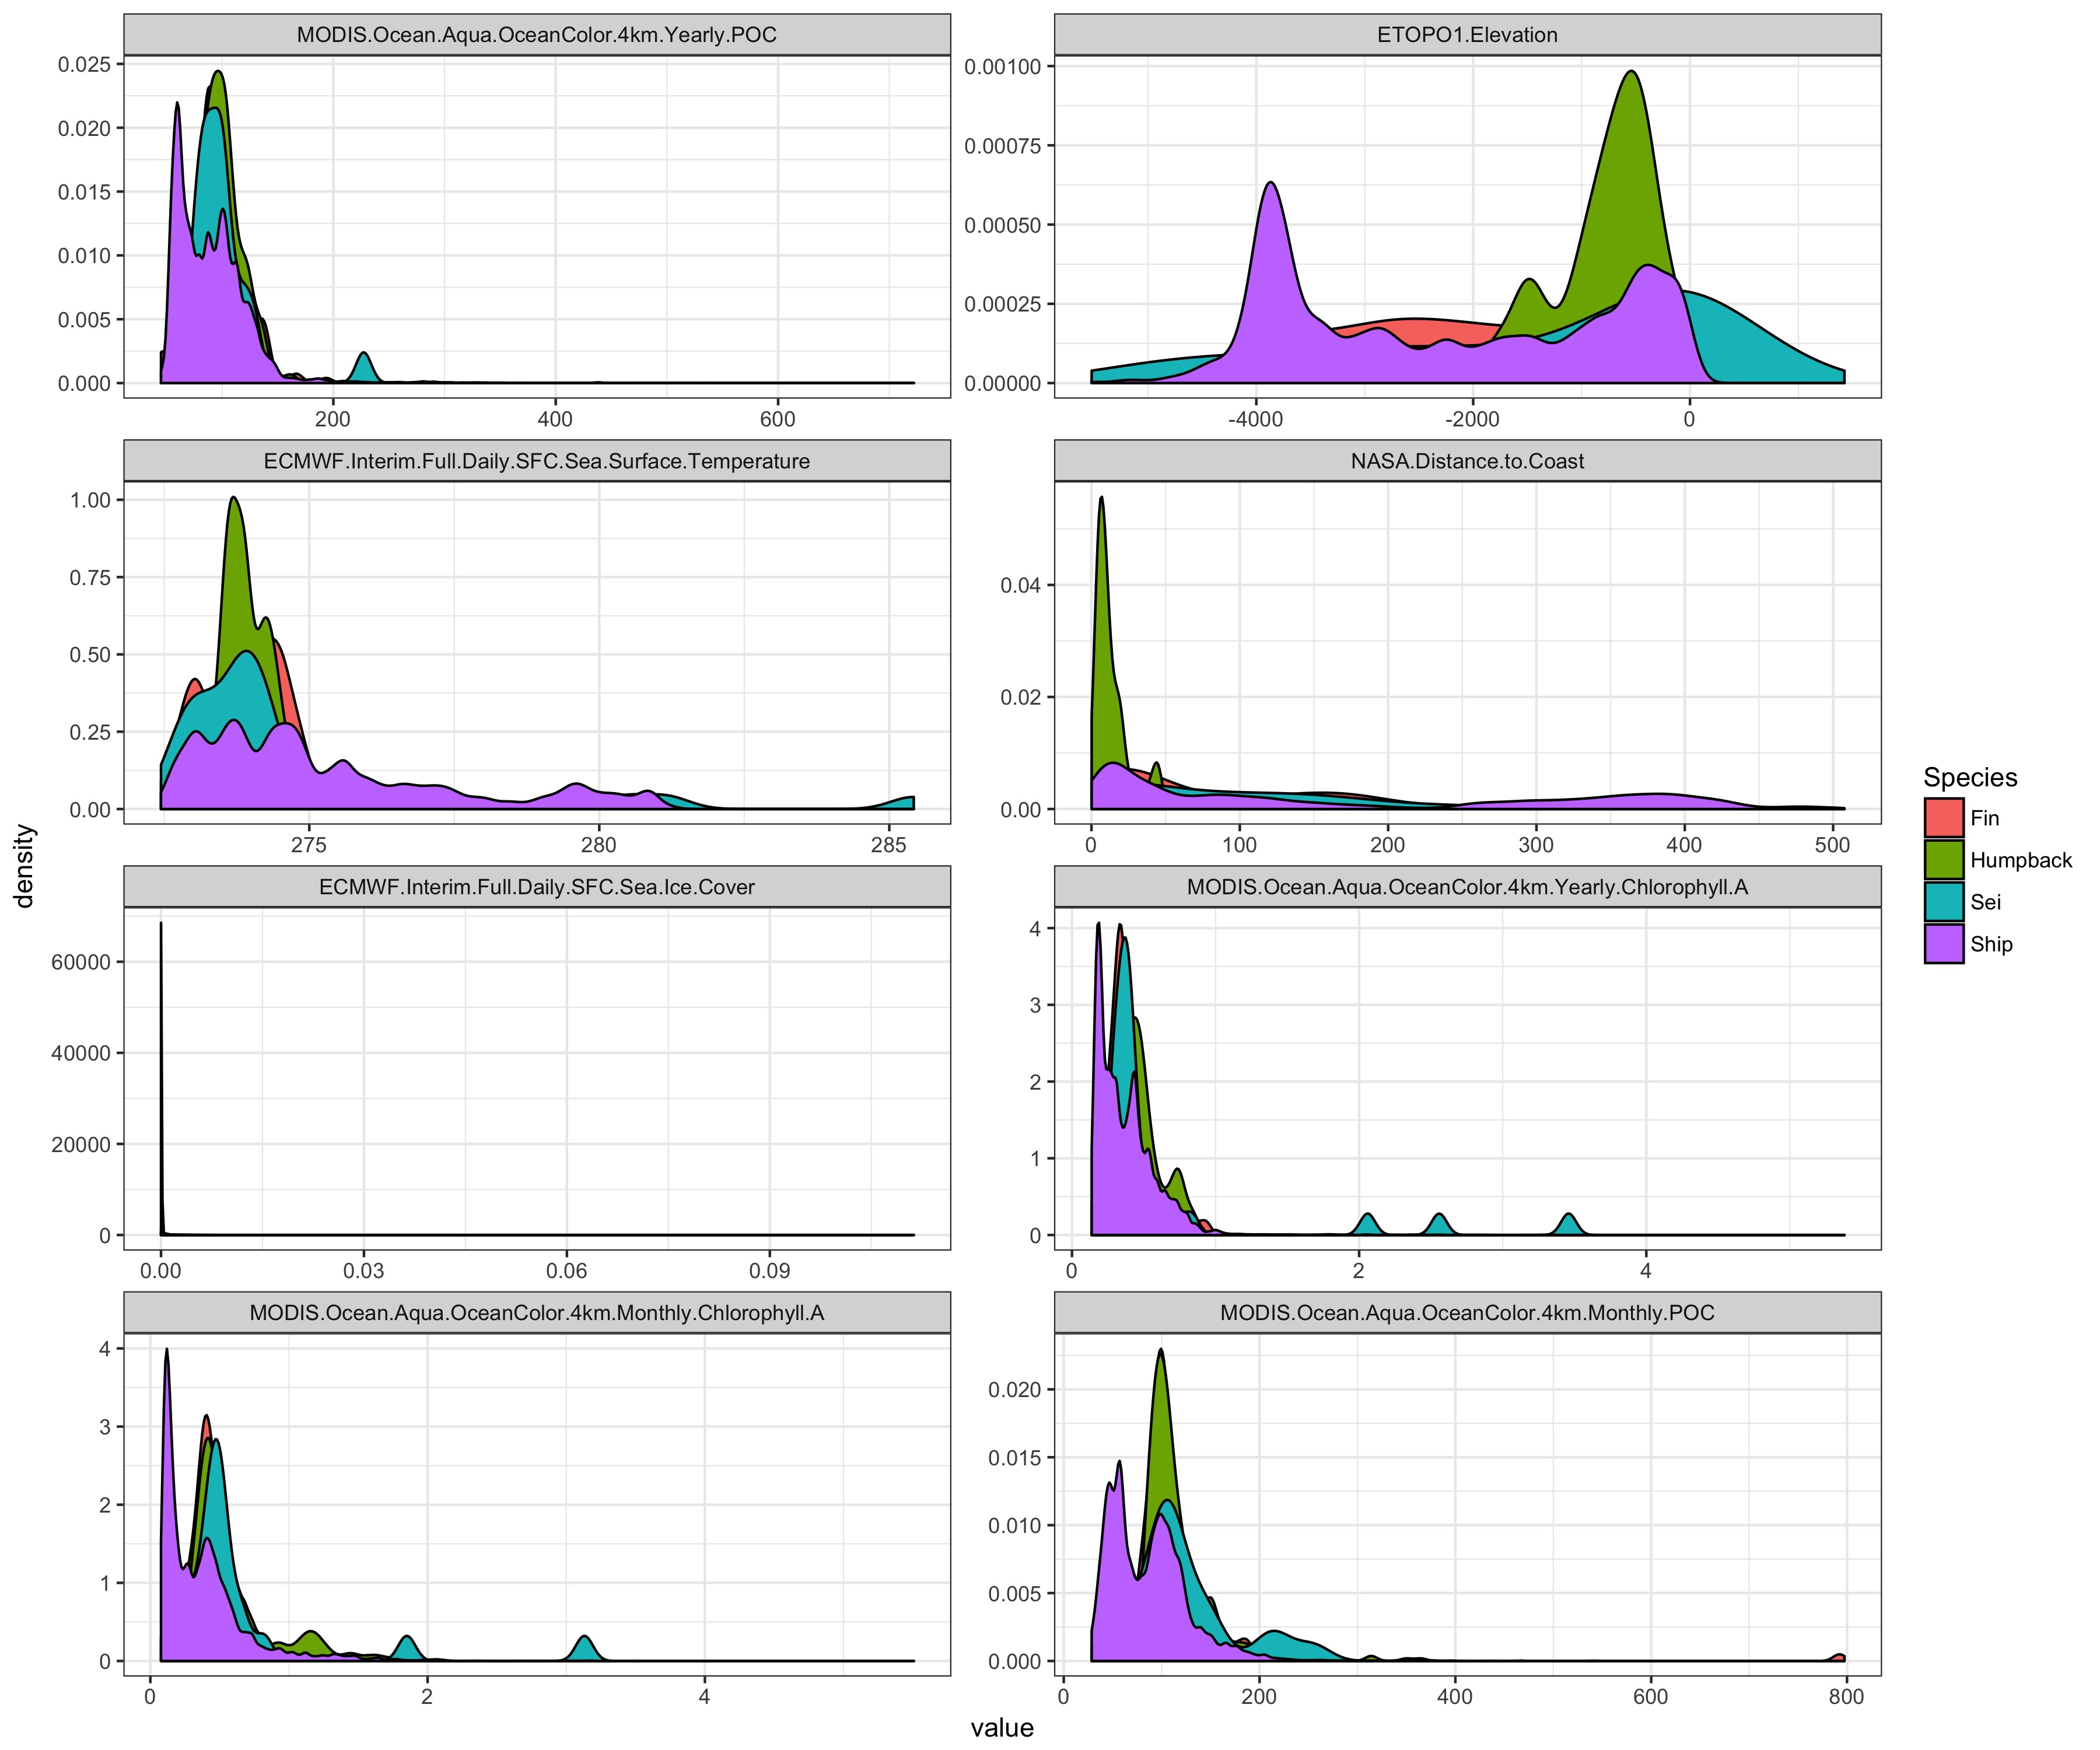 MODIS.Ocean.Aqua.OceanColor.4km.Yearly.POC
0.025
0.020
0.015
0.010
0.005
0.000
200 400 600
ETOPO1.Elevation
0.00100
0.00075
0.00050
0.00025
0.00000
-4000 -2000 0
ECMWF.Interim.Full.Daily.SFC.Sea.Surface.Temperature
1.00
0.75
0.50
0.25
0.00
275 280 285
NASA.Distance.to.Coast
0.04
0.02
0.00
0 100 200 300 400 500
ECMWF.Interim.Full.Daily.SFC.Sea.Ice.Cover
60000
40000
20000
0
0.00 0.03 0.06 0.09
MODIS.Ocean.Aqua.OceanColor.4km.Yearly.Chlorophyll.A
4
3
2
1
0
0 2 4
MODIS.Ocean.Aqua.OceanColor.4km.Monthly.Chlorophyll.A
4
3
2
1
0
0 2 4
MODIS.Ocean.Aqua.OceanColor.4km.Monthly.POC
0.020
0.015
0.010
0.005
0.000
0 200 400 600 800
density
value
Species
Fin
Humpback
Sei
Ship